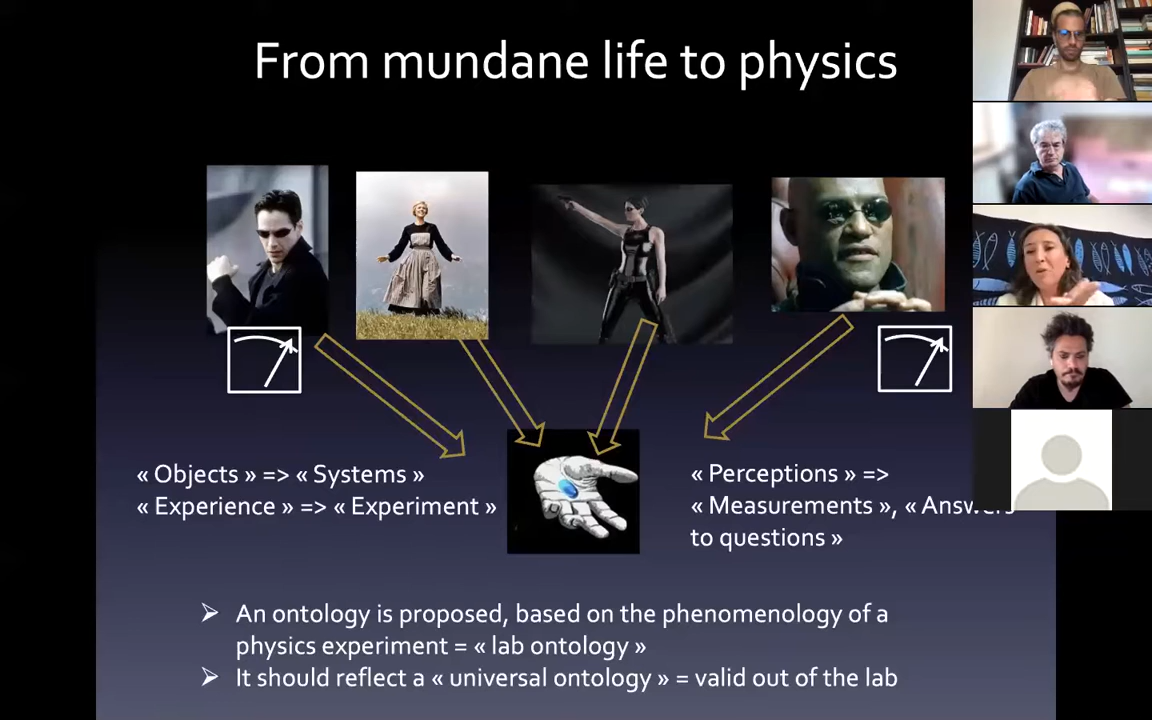 From mundane life to physics
« Objects » => « Systems »
« Experience » => « Experiment »
« Perceptions » =>
« Measurements », « Answers
to questions »
➢ An ontology is proposed, based on the phenomenology of a
physics experiment = « lab ontology »
➢ It should reflect a « universal ontology » = valid out of the lab